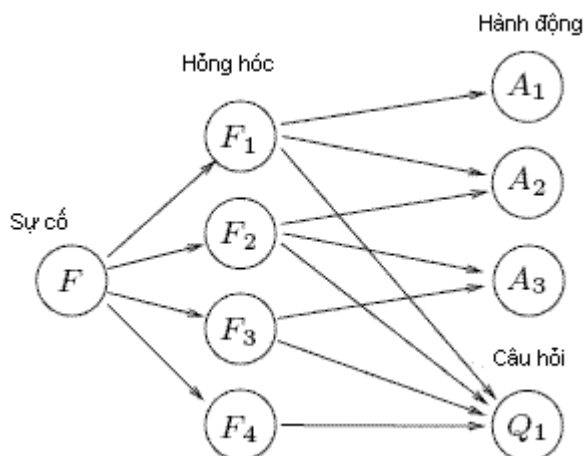 Hành động
A1
Hỏng hóc
F1
A2
Sự cố
F2
F
A3
F3
Câu hỏi
F4
Q1